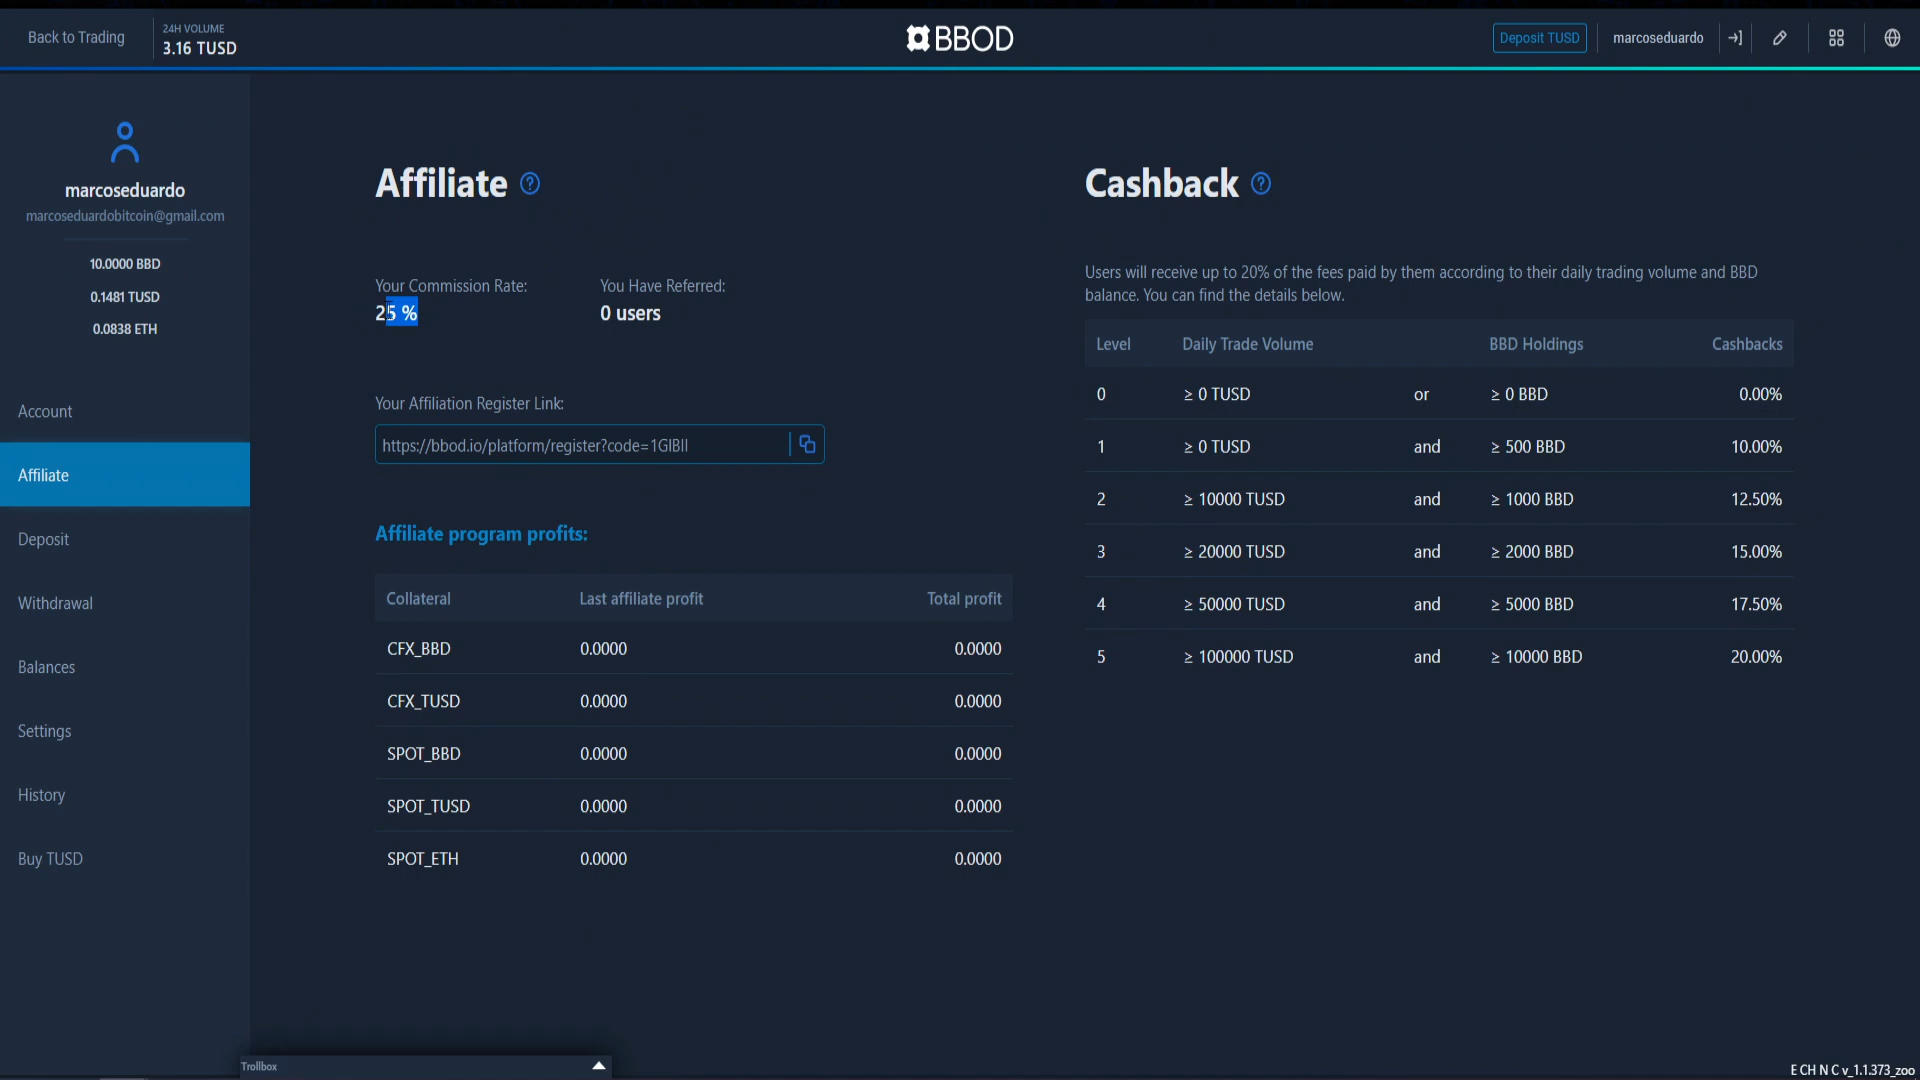 Back to Trading
24H VOLUME
3.16 TUSD
BBOD
Deposit TUSD
marcoseduardo
marcoseduardo
marcoseduardobitcoin@gmail.com
10.0000 BBD
0.1481 TUSD
0.0838 ETH
Account
Affiliate
Deposit
Withdrawal
Balances
Settings
History
Buy TUSD
Affiliate ?
Your Commission Rate:
25 %
You Have Referred:
0 users
Your Affiliation Register Link:
https://bbod.io/platform/register?code=1GIBII
Affiliate program profits:
Collateral Last affiliate profit Total profit
CFX_BBD 0.0000 0.0000
CFX_TUSD 0.0000 0.0000
SPOT_BBD 0.0000 0.0000
SPOT_TUSD 0.0000 0.0000
SPOT_ETH 0.0000 0.0000
Cashback ?
Users will receive up to 20% of the fees paid by them according to their daily trading volume and BBD
balance. You can find the details below.
Level Daily Trade Volume BBD Holdings Cashbacks
0 ≥ 0 TUSD or ≥ 0 BBD 0.00%
1 ≥ 0 TUSD and ≥ 500 BBD 10.00%
2 ≥ 10000 TUSD and ≥ 1000 BBD 12.50%
3 ≥ 20000 TUSD and ≥ 2000 BBD 15.00%
4 ≥ 50000 TUSD and ≥ 5000 BBD 17.50%
5 ≥ 100000 TUSD and ≥ 10000 BBD 20.00%
Trollbox
E CH N C v_1.1.373_zoo